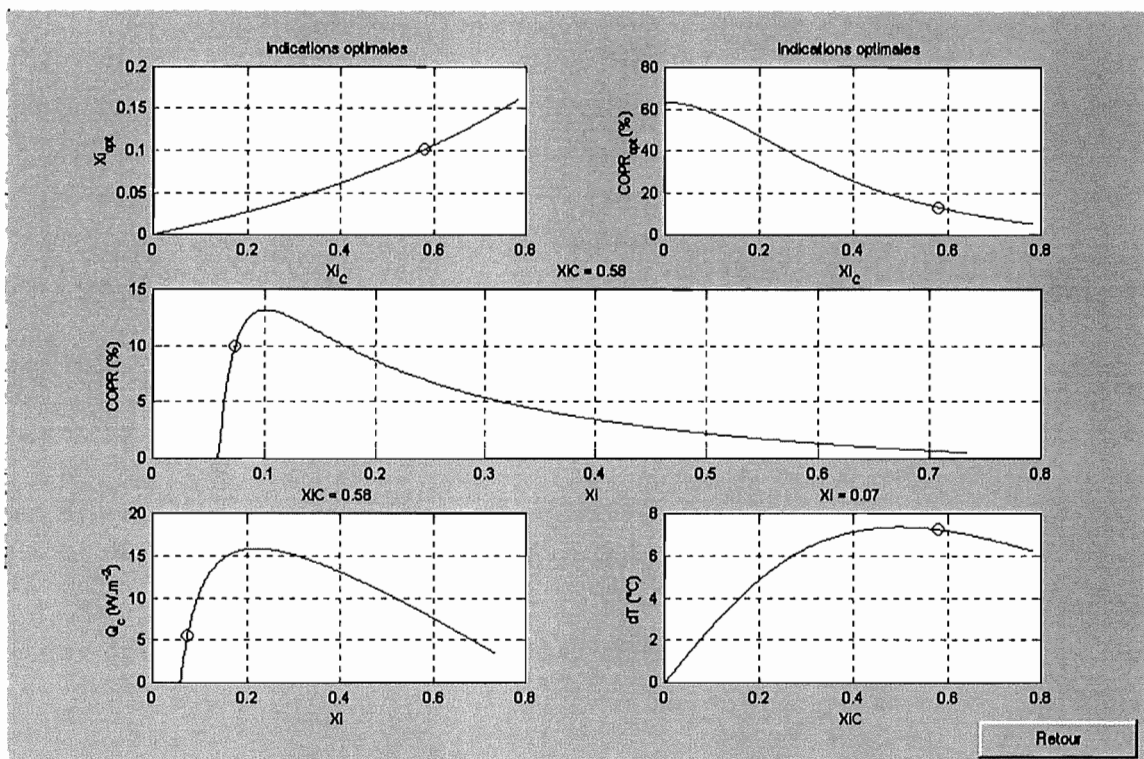 Indications optimales
Indications optimales
0.2
0.15
0.1
0.05
0
Xi_opt
0 0.2 0.4 0.6 0.8
Xi_C
80
60
40
20
0
COPR_opt (%)
0 0.2 0.4 0.6 0.8
Xi_C
XiC = 0.58
15
10
5
0
COPR (%)
0 0.1 0.2 0.3 0.4 0.5 0.6 0.7 0.8
Xi
XiC = 0.58
Xi = 0.07
20
15
10
5
0
Q_c (W.m⁻²)
0 0.2 0.4 0.6 0.8
Xi
8
6
4
2
0
dT (°C)
0 0.2 0.4 0.6 0.8
XiC
Retour